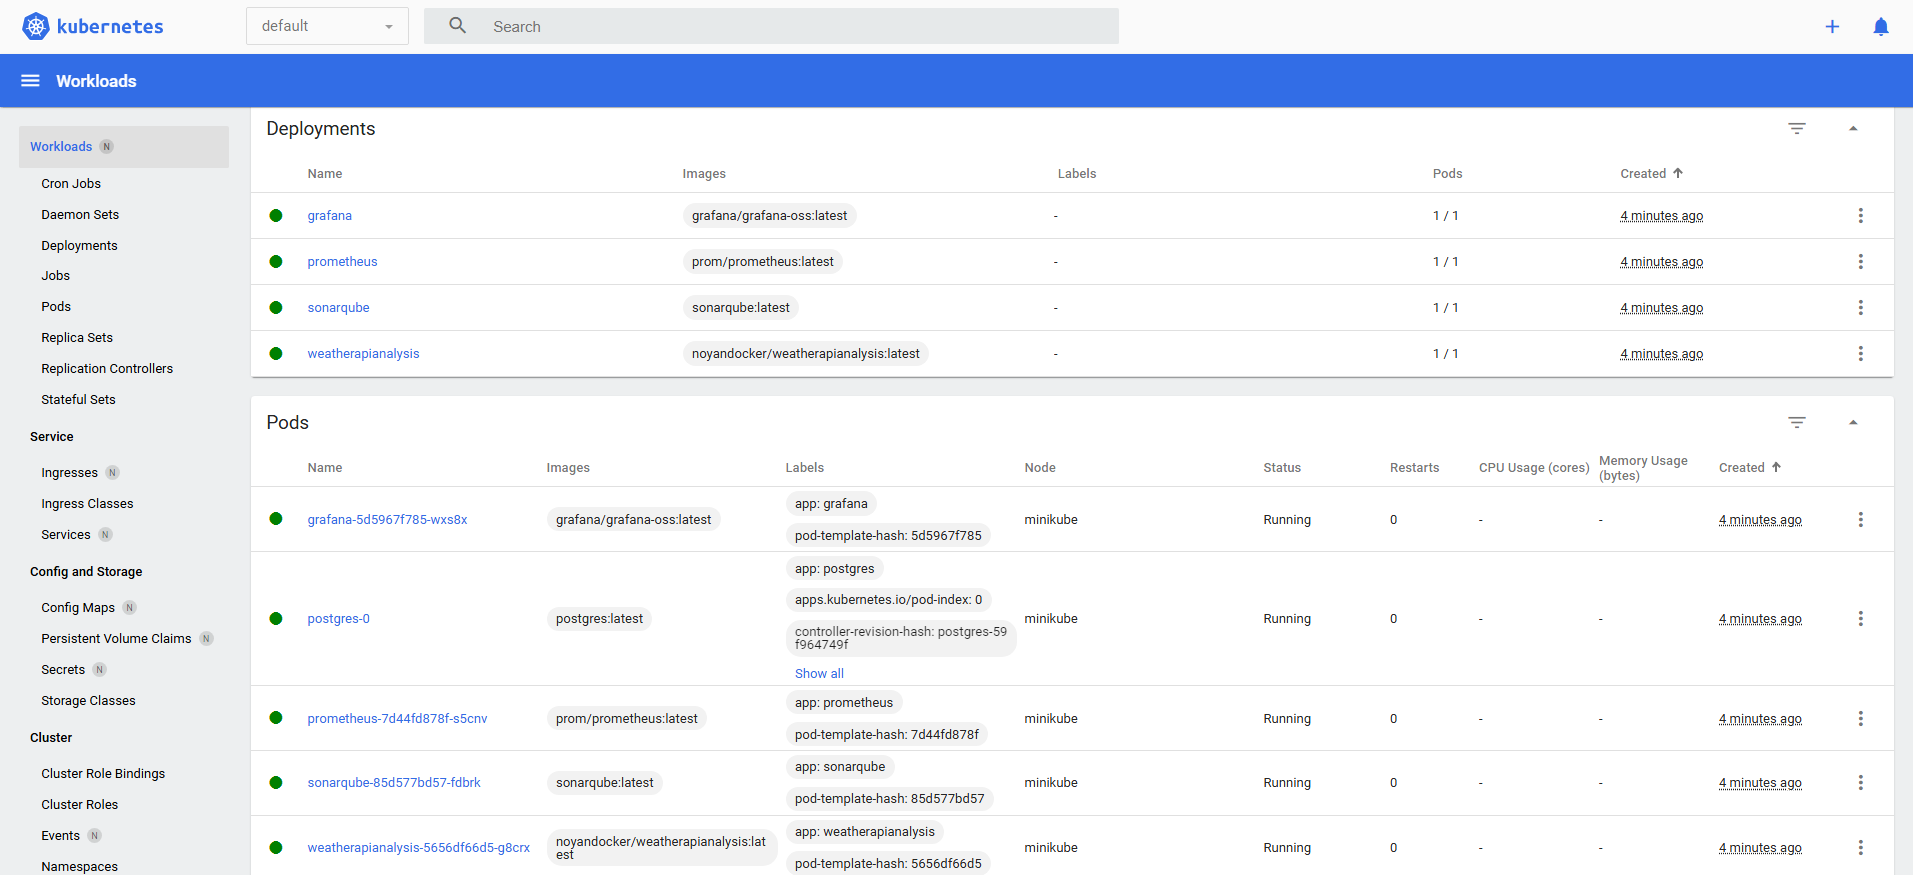 kubernetes
default
Search
Workloads
Workloads N
Cron Jobs
Daemon Sets
Deployments
Jobs
Pods
Replica Sets
Replication Controllers
Stateful Sets
Service
Ingresses N
Ingress Classes
Services N
Config and Storage
Config Maps N
Persistent Volume Claims N
Secrets N
Storage Classes
Cluster
Cluster Role Bindings
Cluster Roles
Events N
Namespaces
Deployments
Name Images Labels Pods Created
grafana grafana/grafana-oss:latest - 1 / 1 4 minutes ago
prometheus prom/prometheus:latest - 1 / 1 4 minutes ago
sonarqube sonarqube:latest - 1 / 1 4 minutes ago
weatherapianalysis noyandocker/weatherapianalysis:latest - 1 / 1 4 minutes ago
Pods
Name Images Labels Node Status Restarts CPU Usage (cores) Memory Usage
(bytes) Created
app: grafana
grafana-5d5967f785-wxs8x grafana/grafana-oss:latest minikube Running 0 - - 4 minutes ago
pod-template-hash: 5d5967f785
app: postgres
apps.kubernetes.io/pod-index: 0
postgres-0 postgres:latest minikube Running 0 - - 4 minutes ago
controller-revision-hash: postgres-59
f964749f
Show all
app: prometheus
prometheus-7d44fd878f-s5cnv prom/prometheus:latest minikube Running 0 - - 4 minutes ago
pod-template-hash: 7d44fd878f
app: sonarqube
sonarqube-85d577bd57-fdbrk sonarqube:latest minikube Running 0 - - 4 minutes ago
pod-template-hash: 85d577bd57
app: weatherapianalysis
weatherapianalysis-5656df66d5-g8crx noyandocker/weatherapianalysis:lat
est minikube Running 0 - - 4 minutes ago
pod-template-hash: 5656df66d5